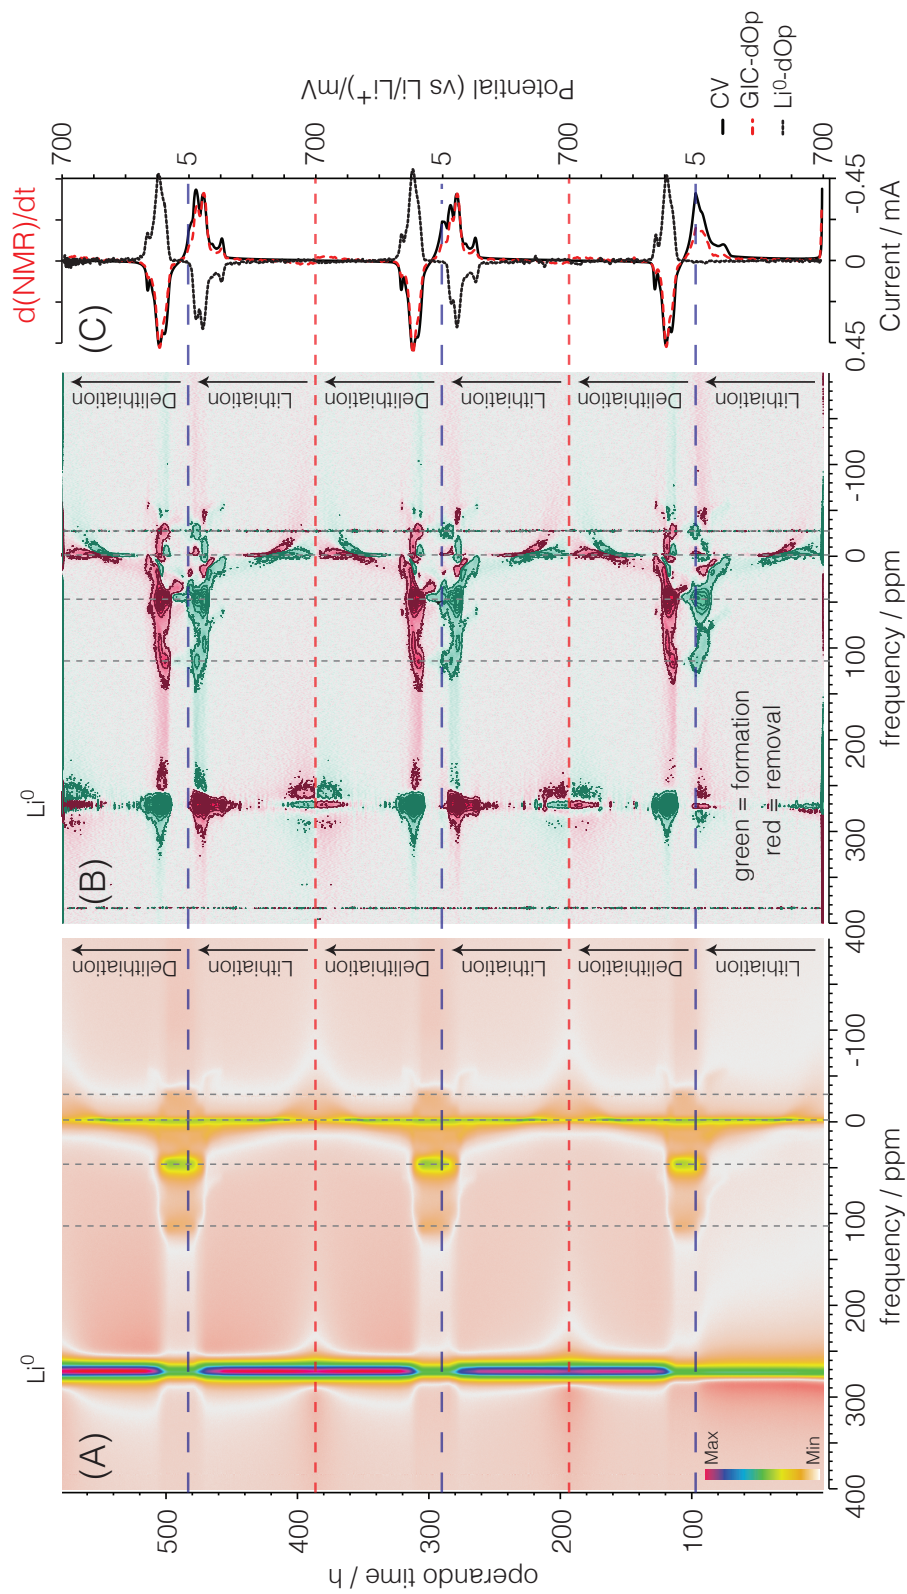 (A)
Li0
Max
Min
Delithiation
Lithiation
Delithiation
Lithiation
Delithiation
Lithiation
500
400
300
200
100
operando time / h
400 300 200 100 0 -100
frequency / ppm
(B)
Li0
green = formation
red = removal
Delithiation
Lithiation
Delithiation
Lithiation
Delithiation
Lithiation
400 300 200 100 0 -100
frequency / ppm
(C)
d(NMR)/dt
700
5
700
5
700
5
700
Potential (vs Li/Li+)/mV
0.45 0 -0.45
Current / mA
CV
GIC-dOp
Li0-dOp